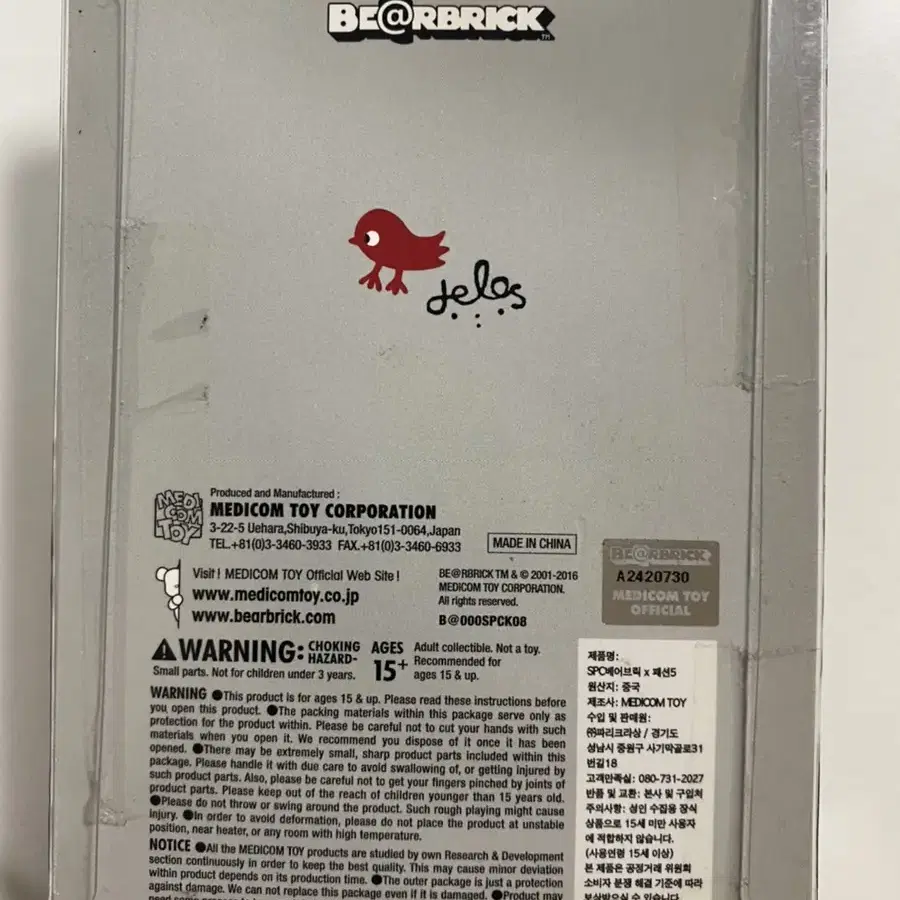 BE@RBRICK™
delos
MEDI
COM
TOY
Produced and Manufactured :
MEDICOM TOY CORPORATION
3-22-5 Uehara,Shibuya-ku,Tokyo151-0064,Japan
TEL.+81(0)3-3460-3933 FAX.+81(0)3-3460-6933
MADE IN CHINA
Visit ! MEDICOM TOY Official Web Site !
www.medicomtoy.co.jp
www.bearbrick.com
BE@RBRICK TM & © 2001-2016
MEDICOM TOY CORPORATION.
All rights reserved.
B@000SPCK08
BE@RBRICK
A2420730
MEDICOM TOY
OFFICIAL
WARNING: CHOKING HAZARD-
Small parts. Not for children under 3 years.
AGES
15+
Adult collectible. Not a toy.
Recommended for
ages 15 & up.
WARNING ●This product is for ages 15 & up. Please read these instructions before
you open this product. ●The packing materials within this package serve only as
protection for the product within. Please be careful not to cut your hands with such
materials when you open it. We recommend you dispose of it once it has been
opened. ●There may be extremely small, sharp product parts included within this
package. Please handle it with due care to avoid swallowing of, or getting injured by
such product parts. Also, please be careful not to get your fingers pinched by joints of
product parts. Please keep out of the reach of children younger than 15 years old.
●Please do not throw or swing around the product. Such rough playing might cause
injury. ●In order to avoid deformation, please do not place the product at unstable
position, near heater, or any room with high temperature.
NOTICE ●All the MEDICOM TOY products are studied by own Research & Development
section continuously in order to keep the best quality. This may cause minor deviation
within product depends on its production time. ●The outer package is just a protection
against damage. We can not replace this package even if it is damaged. ●Product may
제품명:
SPC베어브릭 x 패션5
원산지: 중국
제조사: MEDICOM TOY
수입 및 판매원:
㈜파리크라상 / 경기도
성남시 중원구 사기막골로31
번길18
고객만족실: 080-731-2027
반품 및 교환: 본사 및 구입처
주의사항: 성인 수집용 장식
상품으로 15세 미만 사용자
에 적합하지 않습니다.
(사용연령 15세 이상)
본 제품은 공정거래 위원회
소비자 분쟁 해결 기준에 따라